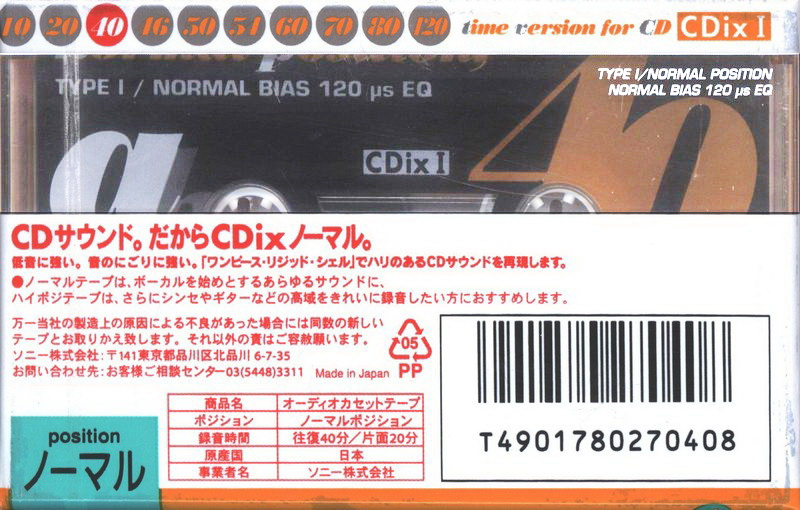 10 20 40 46 50 54 60 70 80 120 time version for CD CDix I
TYPE I/NORMAL POSITION
NORMAL BIAS 120 μs EQ
TYPE I / NORMAL BIAS 120 μs EQ
a
CDix I
40
CDサウンド。だからCDixノーマル。
低音に強い。音のにごりに強い。「ワンピース・リジッド・シェル」でハリのあるCDサウンドを再現します。
●ノーマルテープは、ボーカルを始めとするあらゆるサウンドに、
ハイポジテープは、さらにシンセやギターなどの高域をきれいに録音したい方におすすめします。
万一当社の製造上の原因による不良があった場合には同数の新しい
テープとお取りかえ致します。それ以外の責はご容赦願います。
ソニー株式会社:〒141東京都品川区北品川 6-7-35
お問い合わせ先:お客様ご相談センター03(5448)3311 Made in Japan
05
PP
商品名 オーディオカセットテープ
ポジション ノーマルポジション
録音時間 往復40分/片面20分
原産国 日本
事業者名 ソニー株式会社
T4901780270408
position
ノーマル